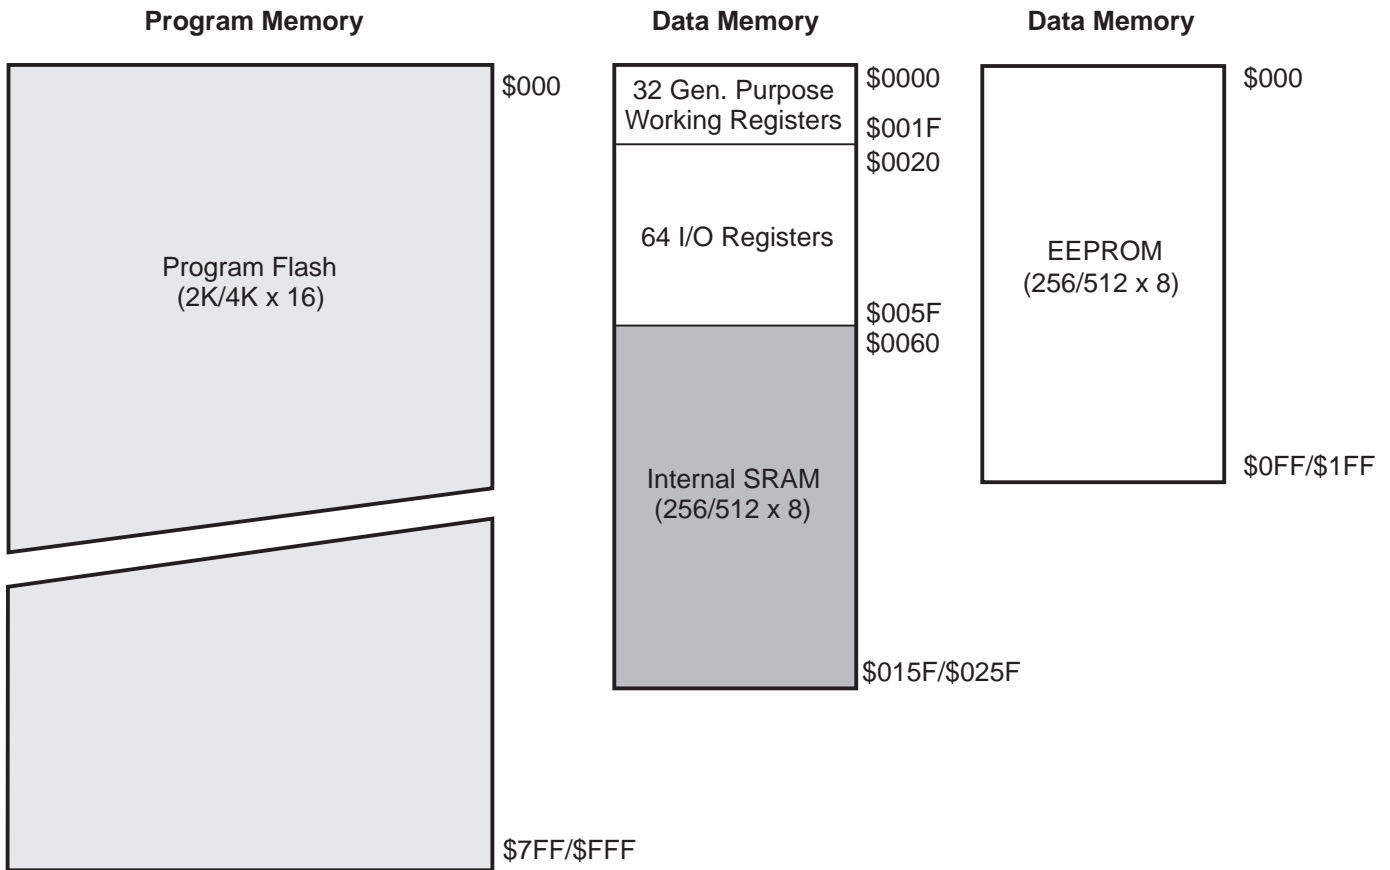 Program Memory
$000
Program Flash
(2K/4K x 16)
$7FF/$FFF
Data Memory
32 Gen. Purpose
Working Registers
$0000
$001F
$0020
64 I/O Registers
$005F
$0060
Internal SRAM
(256/512 x 8)
$015F/$025F
Data Memory
$000
EEPROM
(256/512 x 8)
$0FF/$1FF